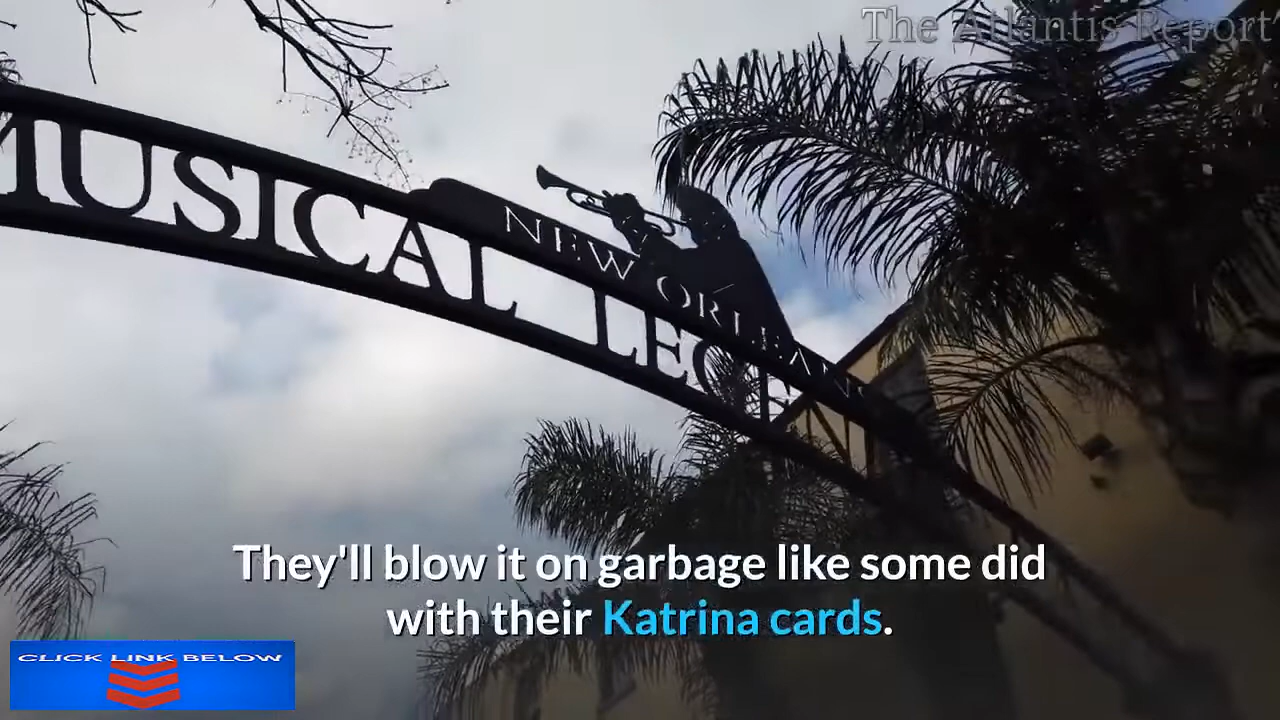 The Atlantis Report
MUSICAL LEG
NEW ORLEANS
They'll blow it on garbage like some did
with their Katrina cards.
CLICK LINK BELOW